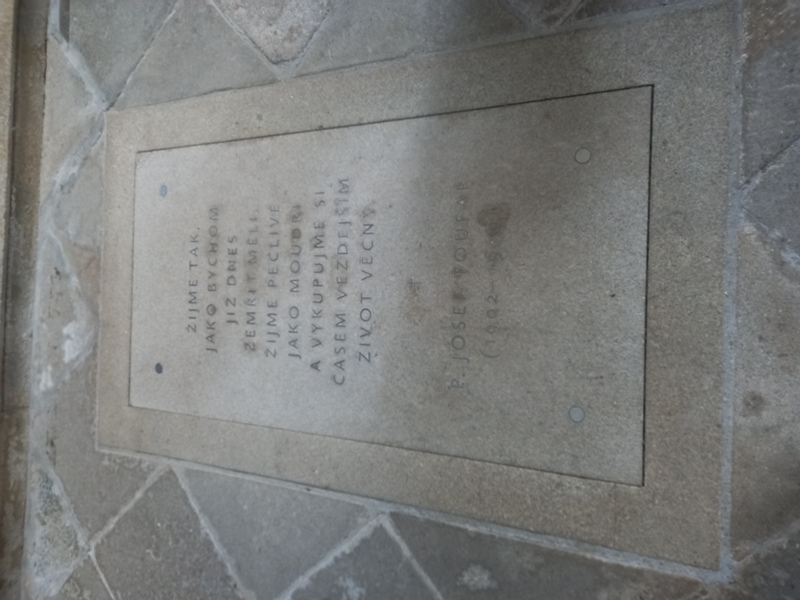 ŽIJME TAK,
JAKO BYCHOM
JIŽ DNES
ZEMŘÍT MĚLI.
ŽIJME PEČLIVĚ
JAKO MOUDŘÍ
A VYKUPUJME SI
ČASEM VEZDEJŠÍM
ŽIVOT VĚČNÝ.
P. JOSEF TOUFAR
(1902–